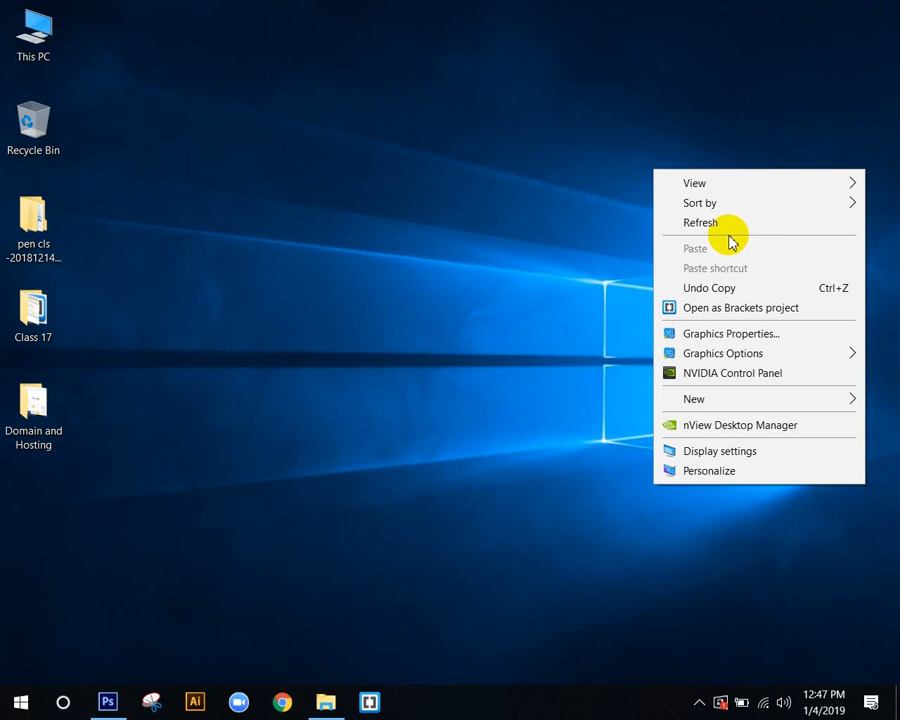 This PC
Recycle Bin
pen cls
-20181214...
Class 17
Domain and
Hosting
View
Sort by
Refresh
Paste
Paste shortcut
Undo Copy Ctrl+Z
Open as Brackets project
Graphics Properties...
Graphics Options
NVIDIA Control Panel
New
nView Desktop Manager
Display settings
Personalize
Ps
Ai
12:47 PM
1/4/2019